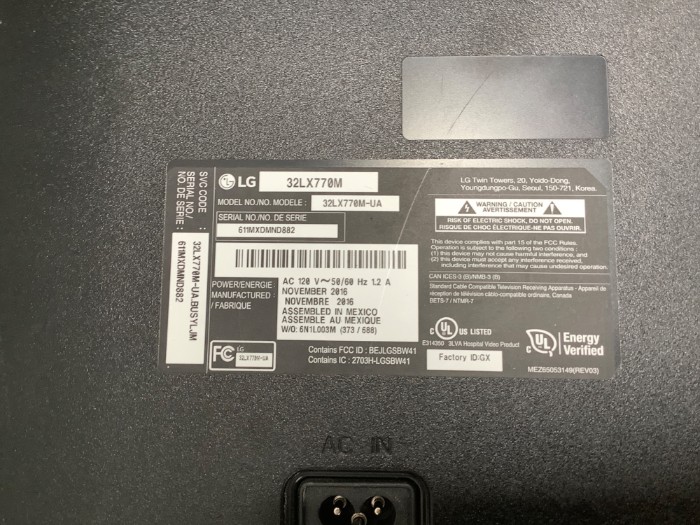 LG 32LX770M
MODEL NO./NO. MODELE : 32LX770M-UA
SERIAL NO./NO. DE SERIE
611MXDMND882
POWER/ENERGIE AC 120 V~50/60 Hz 1.2 A
MANUFACTURED : NOVEMBER 2016
FABRIQUE NOVEMBRE 2016
ASSEMBLED IN MEXICO
ASSEMBLE AU MEXIQUE
W/O: 6N1L003M (373 / 688)
FC LG
32LX770M-UA
Contains FCC ID : BEJLGSBW41
Contains IC : 2703H-LGSBW41
SVC CODE : 32LX770M-UA.BUSYLJM
SERIAL NO./
NO. DE SERIE : 611MXDMND882
LG Twin Towers, 20, Yoido-Dong,
Youngdungpo-Gu, Seoul, 150-721, Korea.
WARNING / CAUTION
AVERTISSEMENT
RISK OF ELECTRIC SHOCK, DO NOT OPEN.
RISQUE DE CHOC ÉLECTRIQUE-NE PAS OUVRIR.
This device complies with part 15 of the FCC Rules.
Operation is subject to the following two conditions :
(1) this device may not cause harmful interference, and
(2) this device must accept any interference received,
including interference that may cause undesired operation.
CAN ICES-3 (B)/NMB-3 (B)
Standard Cable Compatible Television Receiving Apparatus - Appareil de
réception de télévision câble-compatible ordinaire, Canada
BETS-7 / NTMR-7
C UL US LISTED
E314350 3LVA Hospital Video Product
Factory ID:GX
UL Energy
Verified
MEZ65053149(REV03)
AC IN